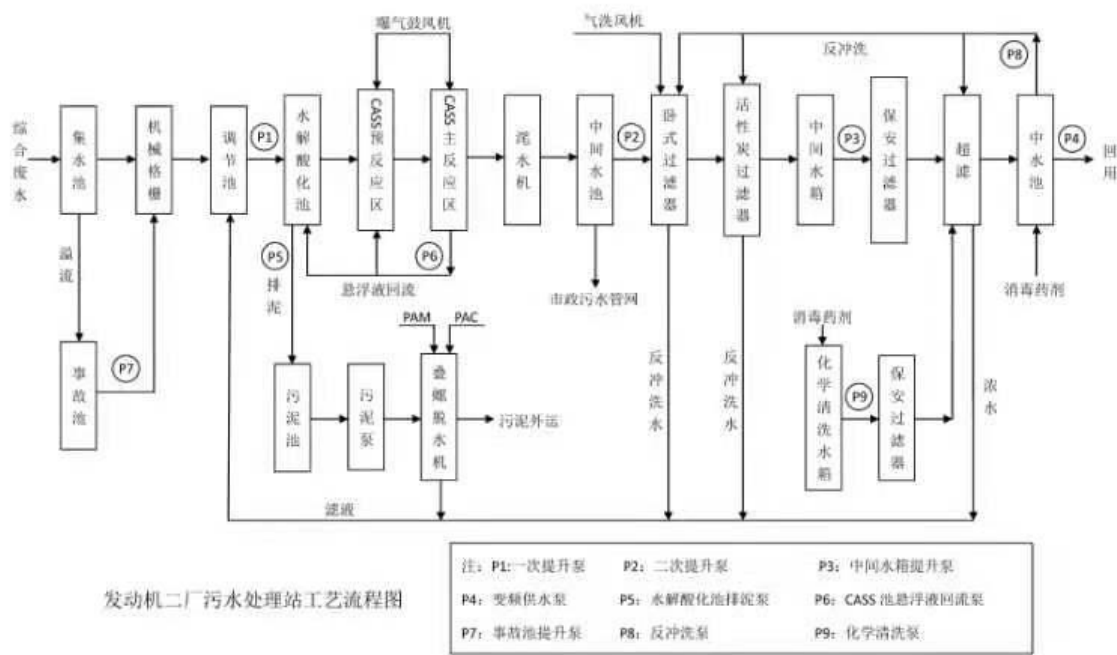 曝气鼓风机
气洗风机
反冲洗
P8
综合废水
集水池
机械格栅
调节池
P1
水解酸化池
CASS预反应区
CASS主反应区
滗水机
中间水池
P2
卧式过滤器
活性炭过滤器
中间水箱
P3
保安过滤器
超滤
中水池
P4
回用
溢流
P5
排泥
P6
悬浮液回流
市政污水管网
消毒药剂
PAM
PAC
消毒药剂
事故池
P7
污泥池
污泥泵
叠螺脱水机
污泥外运
反冲洗水
反冲洗水
化学清洗水箱
P9
保安过滤器
浓水
滤液
发动机二厂污水处理站工艺流程图
注: P1:一次提升泵 P2: 二次提升泵 P3: 中间水箱提升泵
P4: 变频供水泵 P5: 水解酸化池排泥泵 P6: CASS 池悬浮液回流泵
P7: 事故池提升泵 P8: 反冲洗泵 P9: 化学清洗泵